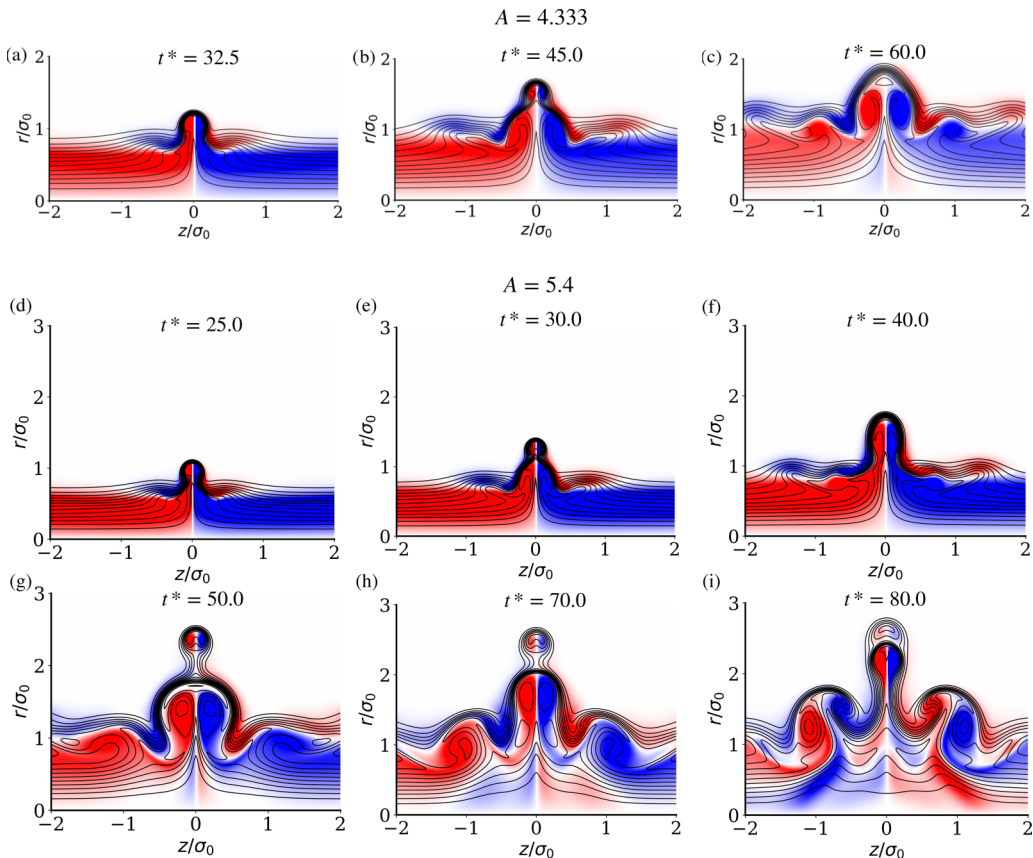 A = 4.333
(a) t* = 32.5
(b) t* = 45.0
(c) t* = 60.0
r/σ₀
2
1
0
−2 −1 0 1 2
z/σ₀
r/σ₀
2
1
0
−2 −1 0 1 2
z/σ₀
r/σ₀
2
1
0
−2 −1 0 1 2
z/σ₀
A = 5.4
(d) t* = 25.0
(e) t* = 30.0
(f) t* = 40.0
r/σ₀
3
2
1
0
−2 −1 0 1 2
z/σ₀
r/σ₀
3
2
1
0
−2 −1 0 1 2
z/σ₀
r/σ₀
3
2
1
0
−2 −1 0 1 2
z/σ₀
(g) t* = 50.0
(h) t* = 70.0
(i) t* = 80.0
r/σ₀
3
2
1
0
−2 −1 0 1 2
z/σ₀
r/σ₀
3
2
1
0
−2 −1 0 1 2
z/σ₀
r/σ₀
3
2
1
0
−2 −1 0 1 2
z/σ₀